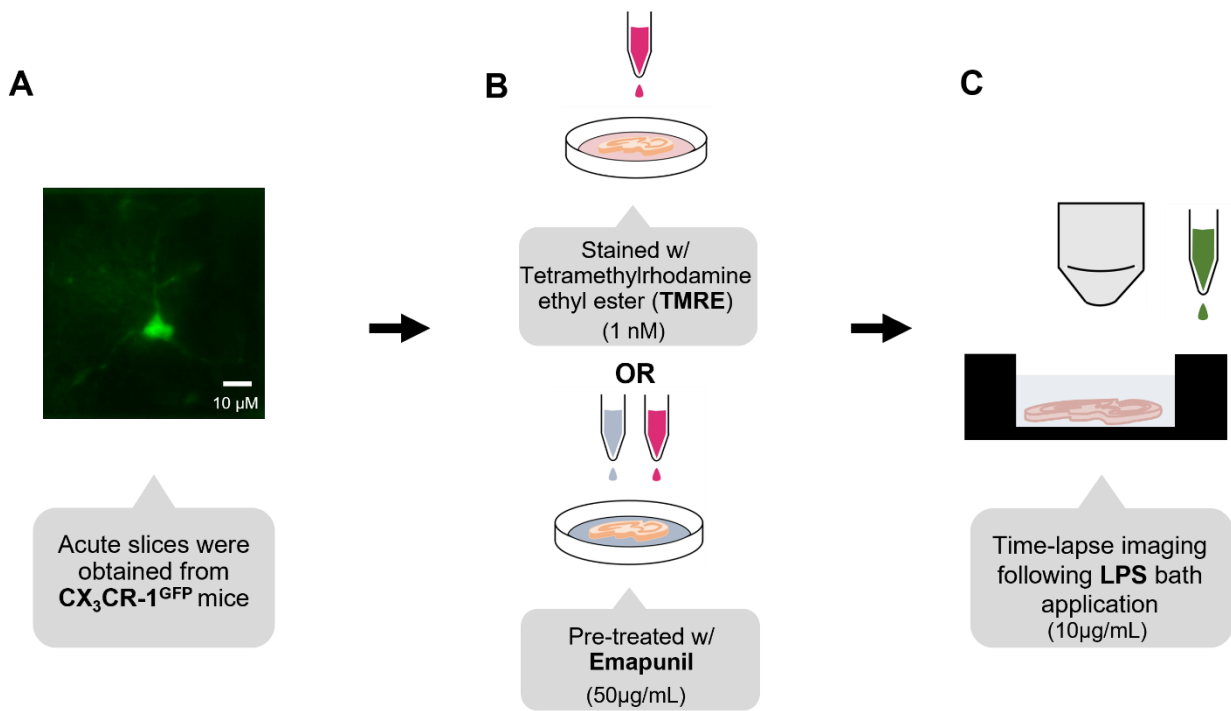 A
10 µM
Acute slices were
obtained from
CX₃CR-1ᴳᶠᴾ mice
B
Stained w/
Tetramethylrhodamine
ethyl ester (TMRE)
(1 nM)
OR
Pre-treated w/
Emapunil
(50µg/mL)
C
Time-lapse imaging
following LPS bath
application
(10µg/mL)